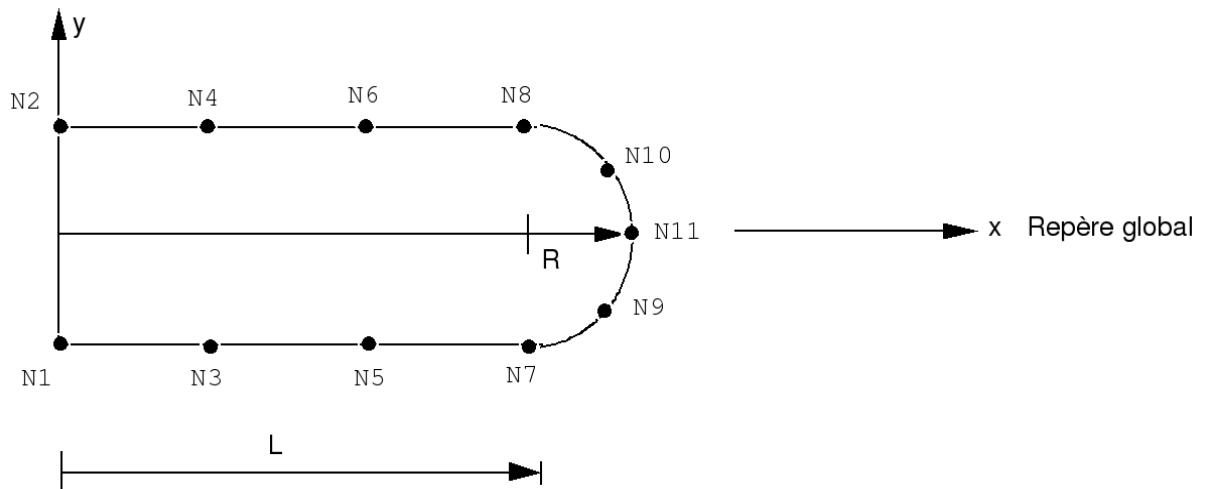 y
N2 N4 N6 N8
N10
N11 x Repère global
R
N9
N1 N3 N5 N7
L